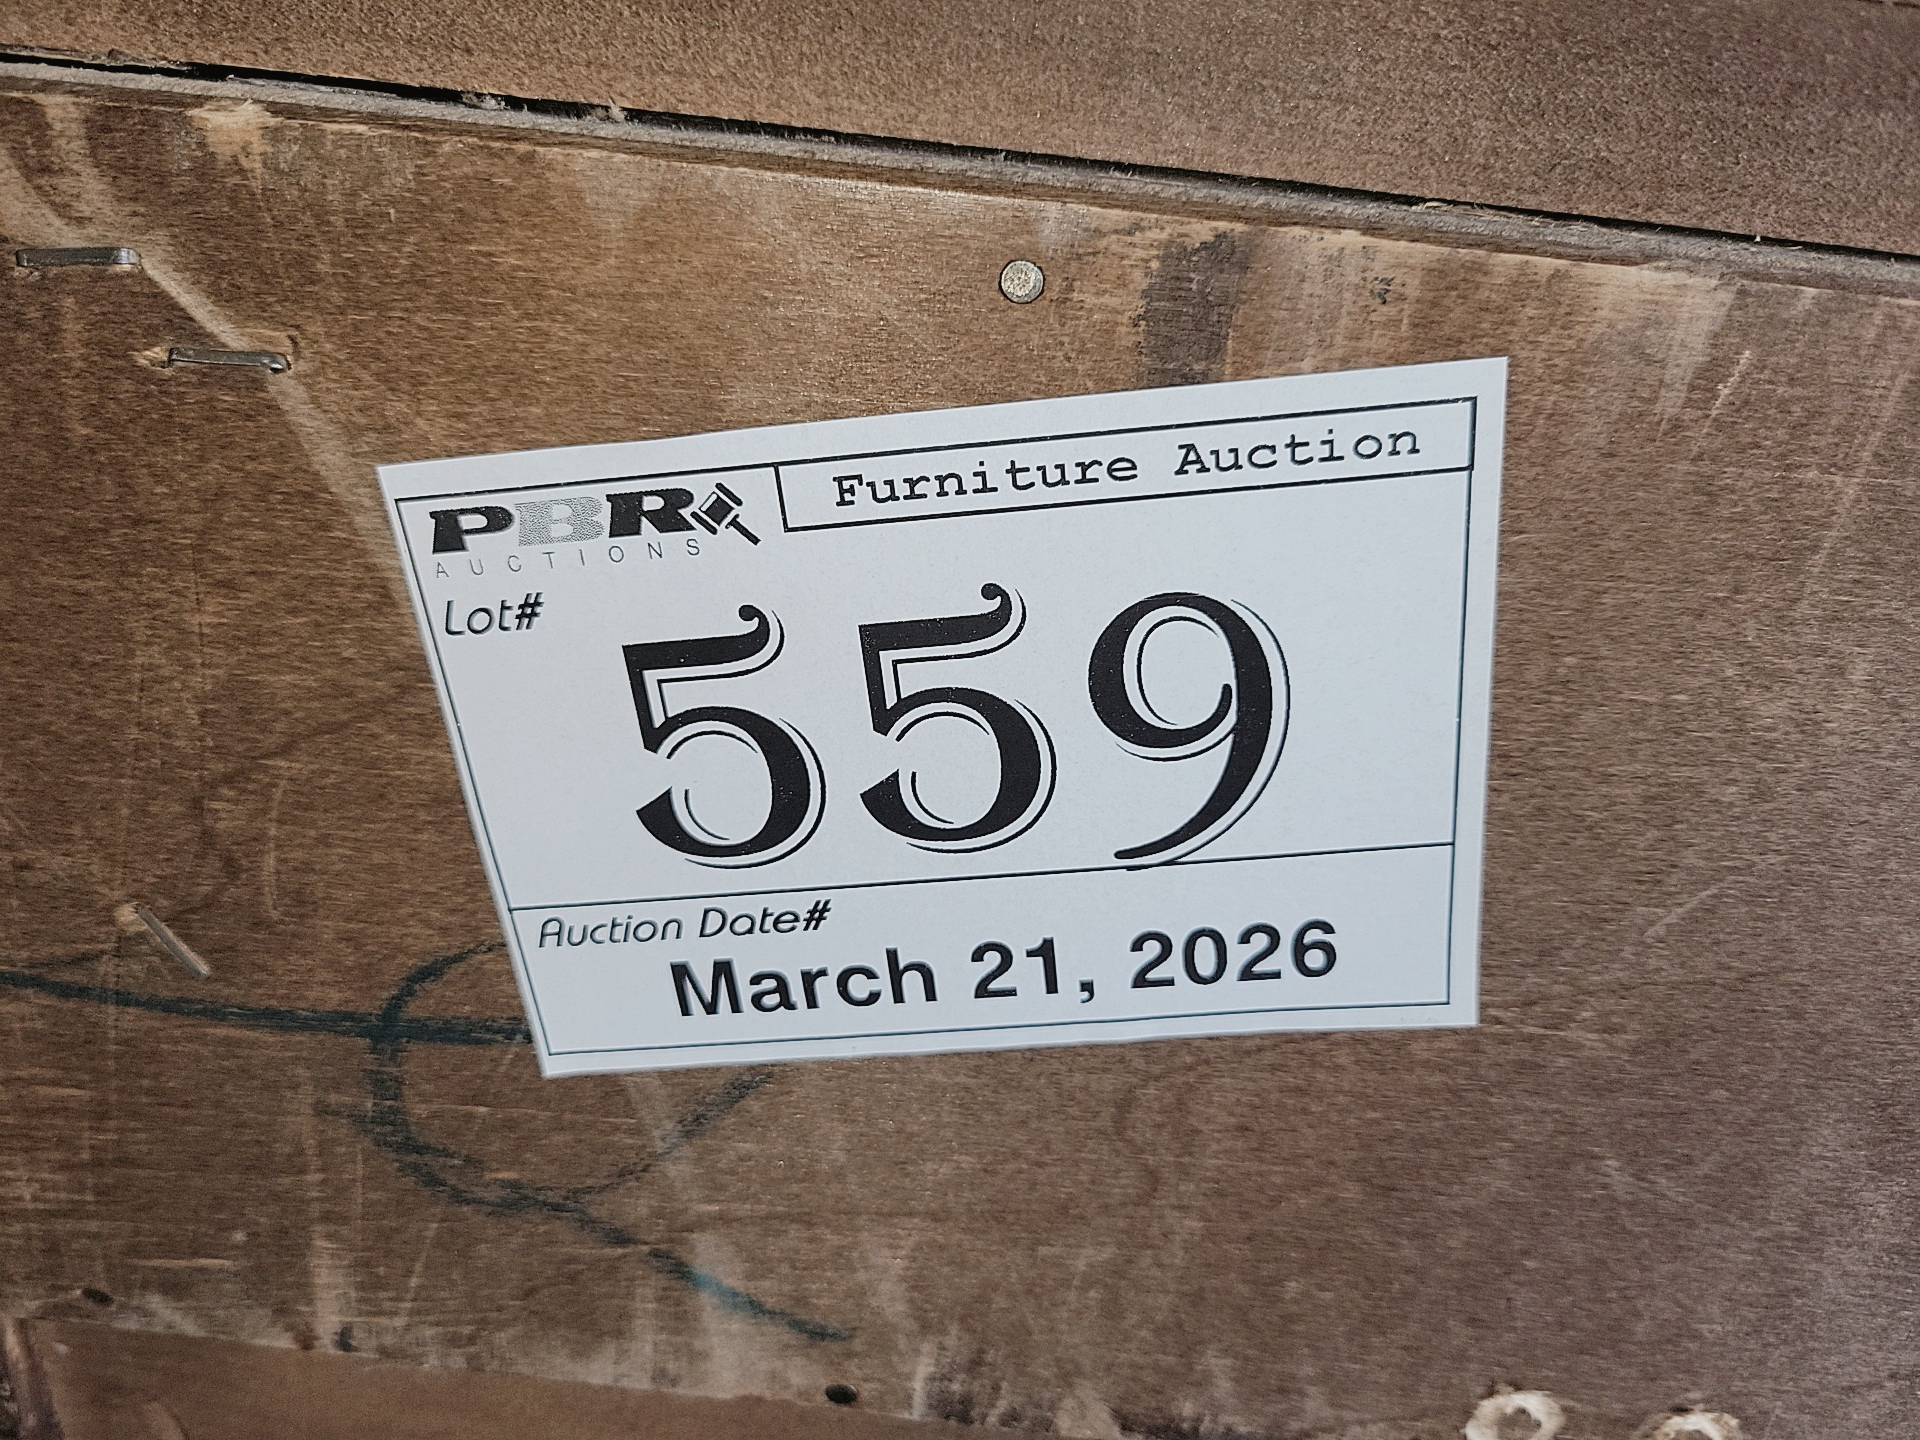 PBR
AUCTIONS
Furniture Auction
Lot#
559
Auction Date#
March 21, 2026